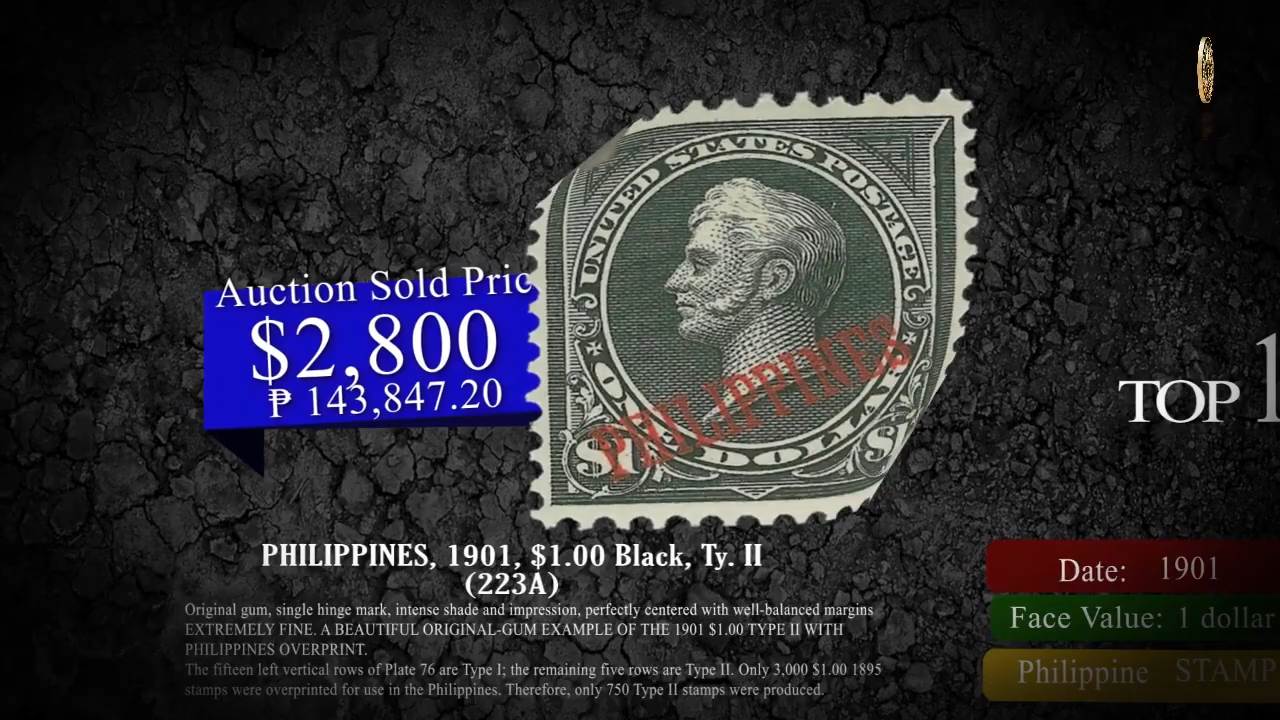 UNITED STATES POSTAGE
PHILIPPINES
ONE DOLLAR
$1
$1
Auction Sold Pric
$2,800
₱ 143,847.20
TOP 1
PHILIPPINES, 1901, $1.00 Black, Ty. II
(223A)
Original gum, single hinge mark, intense shade and impression, perfectly centered with well-balanced margins
EXTREMELY FINE. A BEAUTIFUL ORIGINAL-GUM EXAMPLE OF THE 1901 $1.00 TYPE II WITH
PHILIPPINES OVERPRINT.
The fifteen left vertical rows of Plate 76 are Type I; the remaining five rows are Type II. Only 3,000 $1.00 1895
stamps were overprinted for use in the Philippines. Therefore, only 750 Type II stamps were produced.
Date: 1901
Face Value: 1 dollar
Philippine STAMP